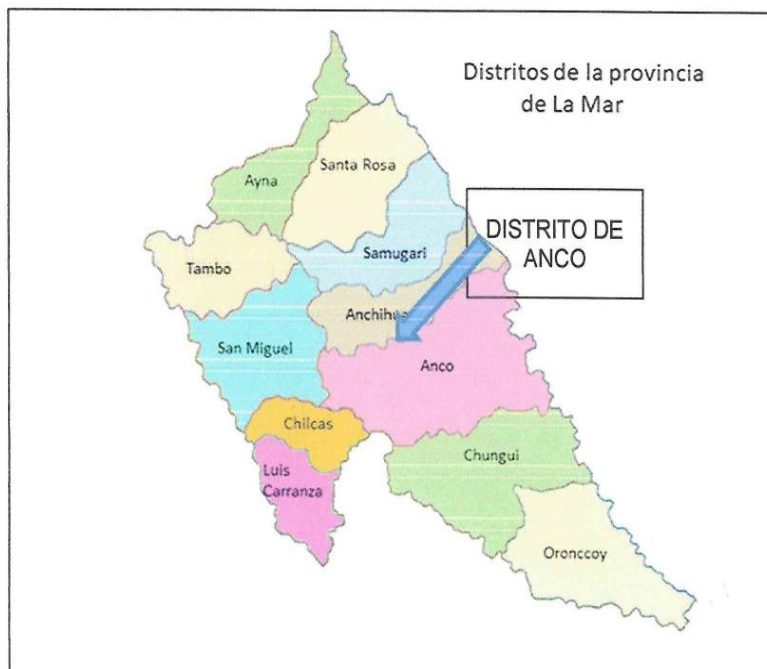 Distritos de la provincia
de La Mar
Santa Rosa
Ayna
DISTRITO DE
ANCO
Samugari
Tambo
San Miguel
Anco
Chilcas
Chungui
Luis
Carranza
Oronccoy